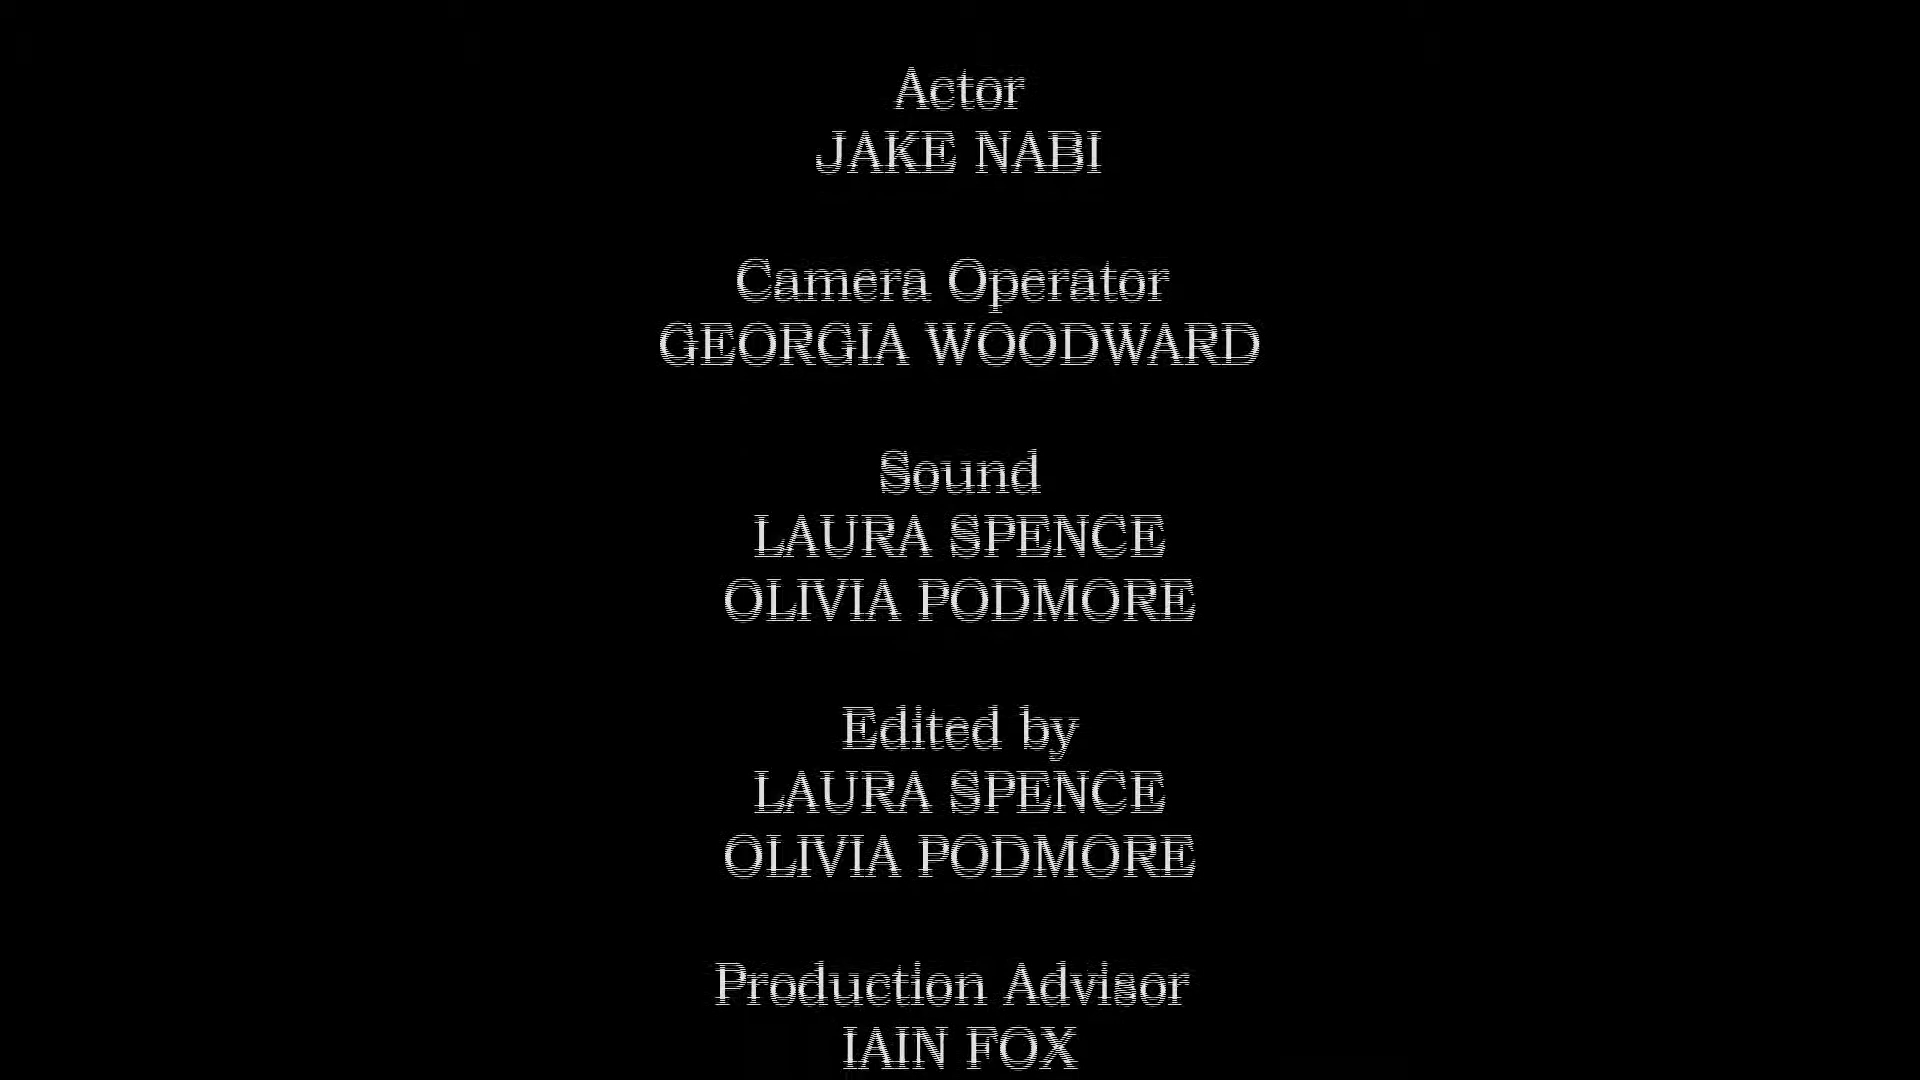 Actor
JAKE NABI
Camera Operator
GEORGIA WOODWARD
Sound
LAURA SPENCE
OLIVIA PODMORE
Edited by
LAURA SPENCE
OLIVIA PODMORE
Production Advisor
IAIN FOX